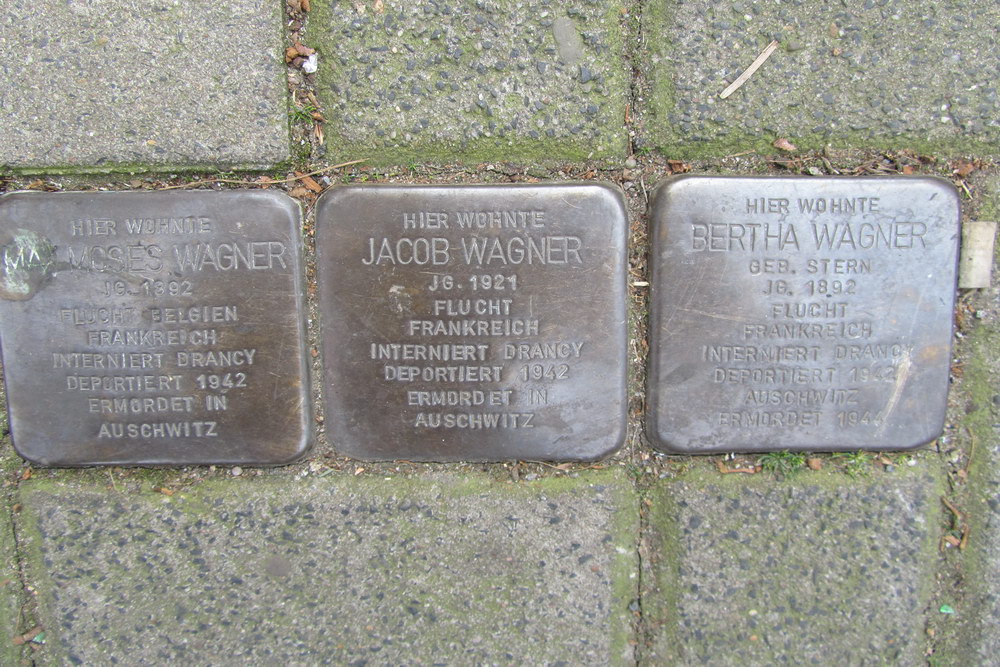 HIER WOHNTE
MOSES WAGNER
JG. 1892
FLUCHT BELGIEN
FRANKREICH
INTERNIERT DRANCY
DEPORTIERT 1942
ERMORDET IN
AUSCHWITZ
HIER WOHNTE
JACOB WAGNER
JG. 1921
FLUCHT
FRANKREICH
INTERNIERT DRANCY
DEPORTIERT 1942
ERMORDET IN
AUSCHWITZ
HIER WOHNTE
BERTHA WAGNER
GEB. STERN
JG. 1892
FLUCHT
FRANKREICH
INTERNIERT DRANCY
DEPORTIERT 1942
AUSCHWITZ
ERMORDET